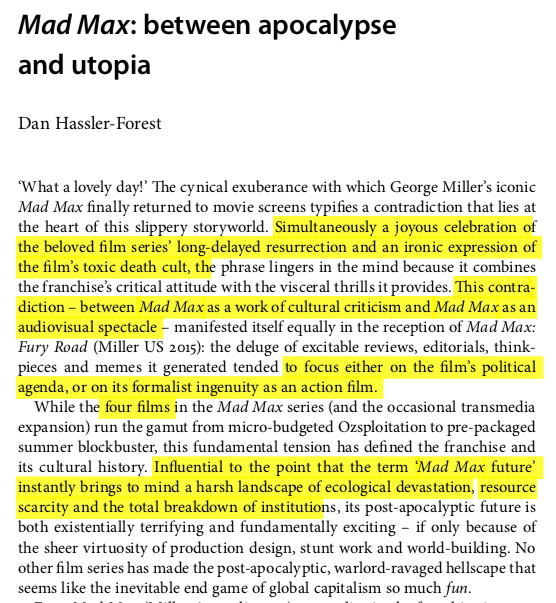 Mad Max: between apocalypse
and utopia
Dan Hassler-Forest
‘What a lovely day!’ The cynical exuberance with which George Miller’s iconic
Mad Max finally returned to movie screens typifies a contradiction that lies at
the heart of this slippery storyworld. Simultaneously a joyous celebration of
the beloved film series’ long-delayed resurrection and an ironic expression of
the film’s toxic death cult, the phrase lingers in the mind because it combines
the franchise’s critical attitude with the visceral thrills it provides. This contra-
diction – between Mad Max as a work of cultural criticism and Mad Max as an
audiovisual spectacle – manifested itself equally in the reception of Mad Max:
Fury Road (Miller US 2015): the deluge of excitable reviews, editorials, think-
pieces and memes it generated tended to focus either on the film’s political
agenda, or on its formalist ingenuity as an action film.
While the four films in the Mad Max series (and the occasional transmedia
expansion) run the gamut from micro-budgeted Ozsploitation to pre-packaged
summer blockbuster, this fundamental tension has defined the franchise and
its cultural history. Influential to the point that the term ‘Mad Max future’
instantly brings to mind a harsh landscape of ecological devastation, resource
scarcity and the total breakdown of institutions, its post-apocalyptic future is
both existentially terrifying and fundamentally exciting – if only because of
the sheer virtuosity of production design, stunt work and world-building. No
other film series has made the post-apocalyptic, warlord-ravaged hellscape that
seems like the inevitable end game of global capitalism so much fun.